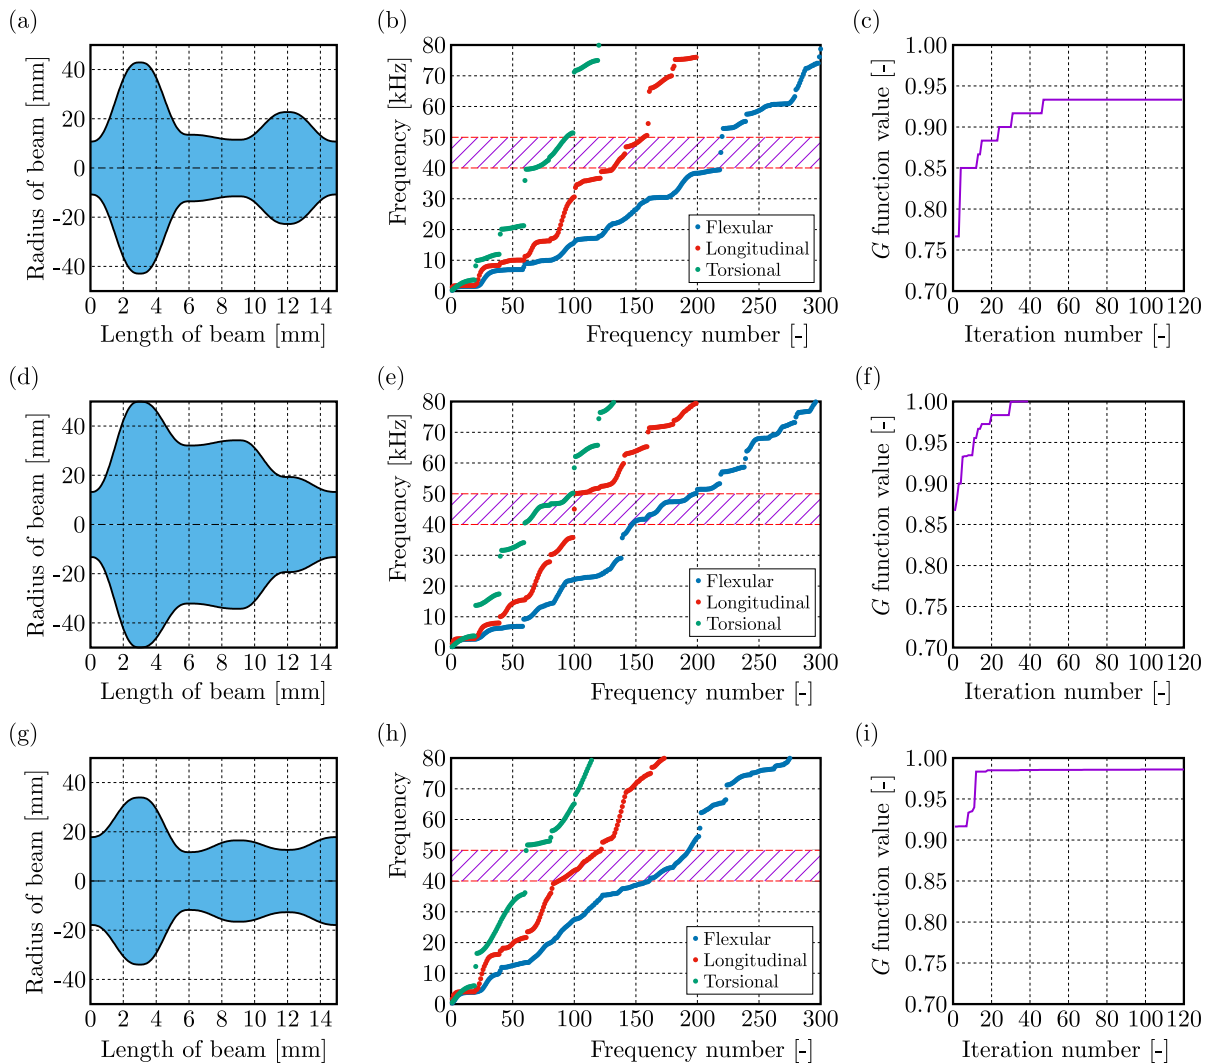 (a)
40
20
0
-20
-40
Radius of beam [mm]
0 2 4 6 8 10 12 14
Length of beam [mm]
(b)
80
70
60
50
40
30
20
10
0
Frequency [kHz]
Flexular
Longitudinal
Torsional
0 50 100 150 200 250 300
Frequency number [-]
(c)
1.00
0.95
0.90
0.85
0.80
0.75
0.70
G function value [-]
0 20 40 60 80 100 120
Iteration number [-]
(d)
40
20
0
-20
-40
Radius of beam [mm]
0 2 4 6 8 10 12 14
Length of beam [mm]
(e)
80
70
60
50
40
30
20
10
0
Frequency [kHz]
Flexular
Longitudinal
Torsional
0 50 100 150 200 250 300
Frequency number [-]
(f)
1.00
0.95
0.90
0.85
0.80
0.75
0.70
G function value [-]
0 20 40 60 80 100 120
Iteration number [-]
(g)
40
20
0
-20
-40
Radius of beam [mm]
0 2 4 6 8 10 12 14
Length of beam [mm]
(h)
80
70
60
50
40
30
20
10
0
Frequency
Flexular
Longitudinal
Torsional
0 50 100 150 200 250 300
Frequency number [-]
(i)
1.00
0.95
0.90
0.85
0.80
0.75
0.70
G function value [-]
0 20 40 60 80 100 120
Iteration number [-]